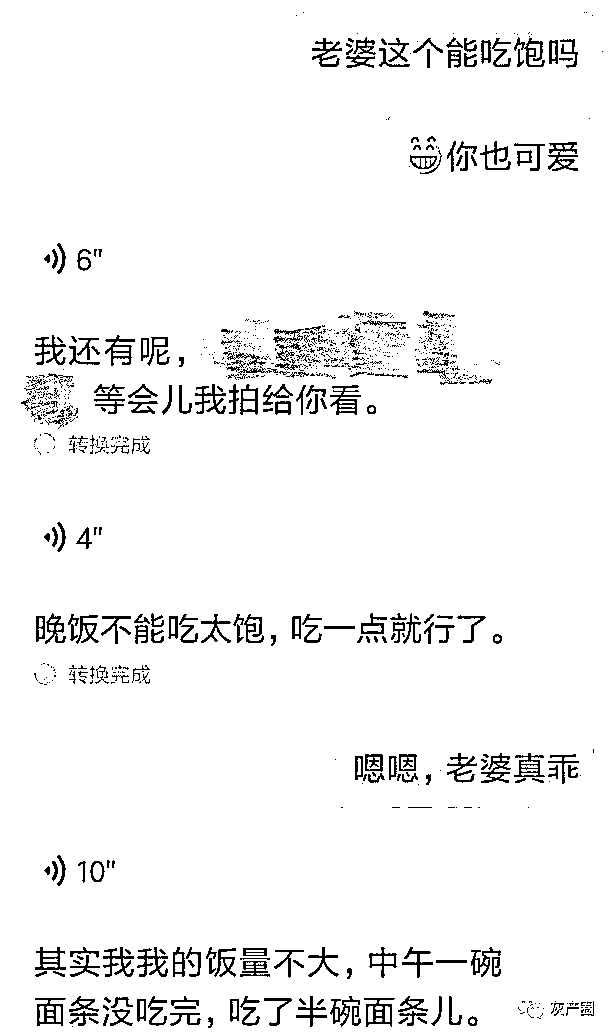 老婆这个能吃饱吗
😁你也可爱
6"
我还有呢，
等会儿我拍给你看。
转换完成
4"
晚饭不能吃太饱，吃一点就行了。
转换完成
嗯嗯，老婆真乖
10"
其实我我的饭量不大，中午一碗
面条没吃完，吃了半碗面条儿。
灰产圈